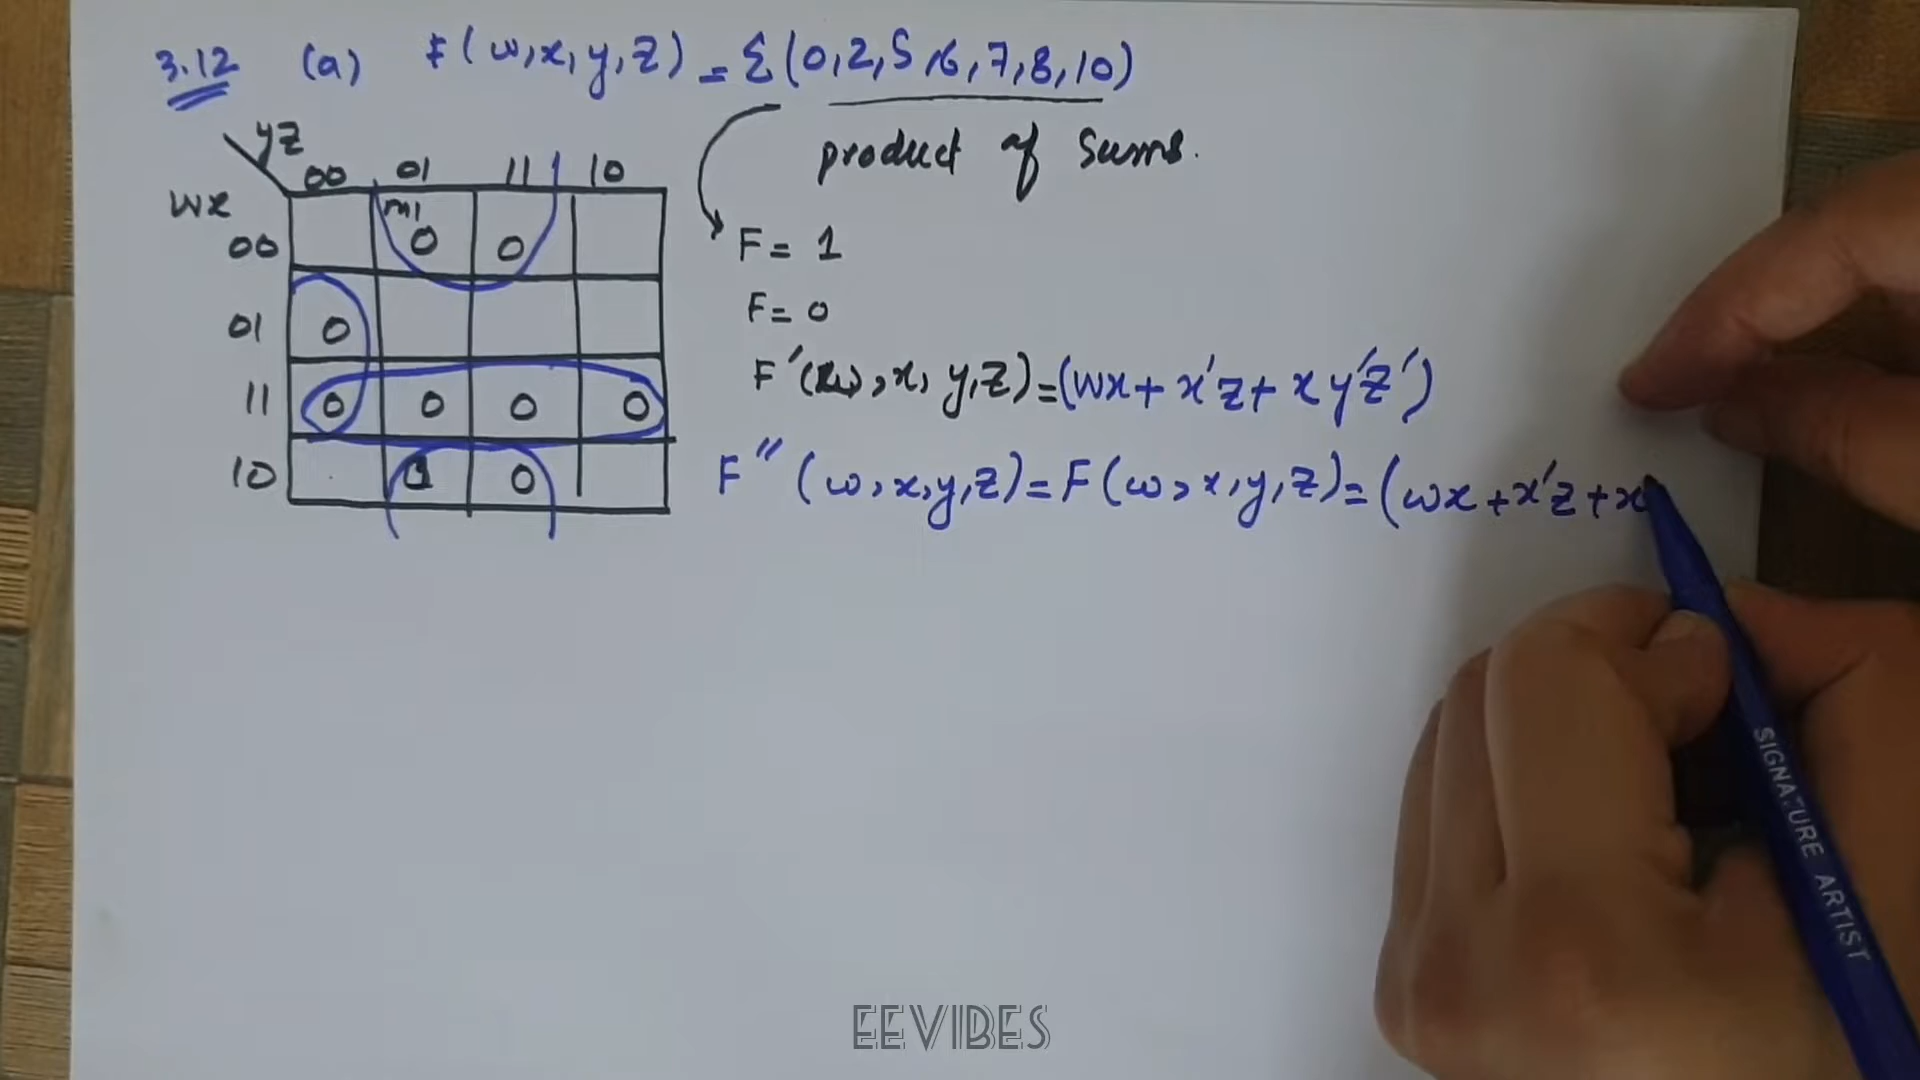 3.12 (a) F(w,x,y,z) = Σ(0,2,5,6,7,8,10)
product of Sums.
yz
00 01 11 10
wx
m1
00 0 0
01 0
11 0 0 0 0
10 0 0
F = 1
F = 0
F'(w,x,y,z)=(wx+x'z+xy'z')
F''(w,x,y,z)=F(w,x,y,z)=(wx+x'z+x
SIGNATURE ARTIST
EEVIBES